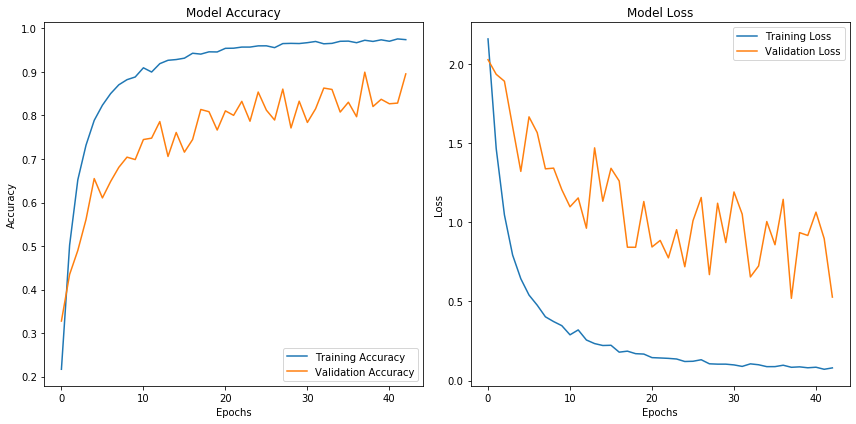 Model Accuracy
1.0
0.9
0.8
0.7
0.6
0.5
0.4
0.3
0.2
Accuracy
0 10 20 30 40
Epochs
Training Accuracy
Validation Accuracy
Model Loss
2.0
1.5
1.0
0.5
0.0
Loss
0 10 20 30 40
Epochs
Training Loss
Validation Loss